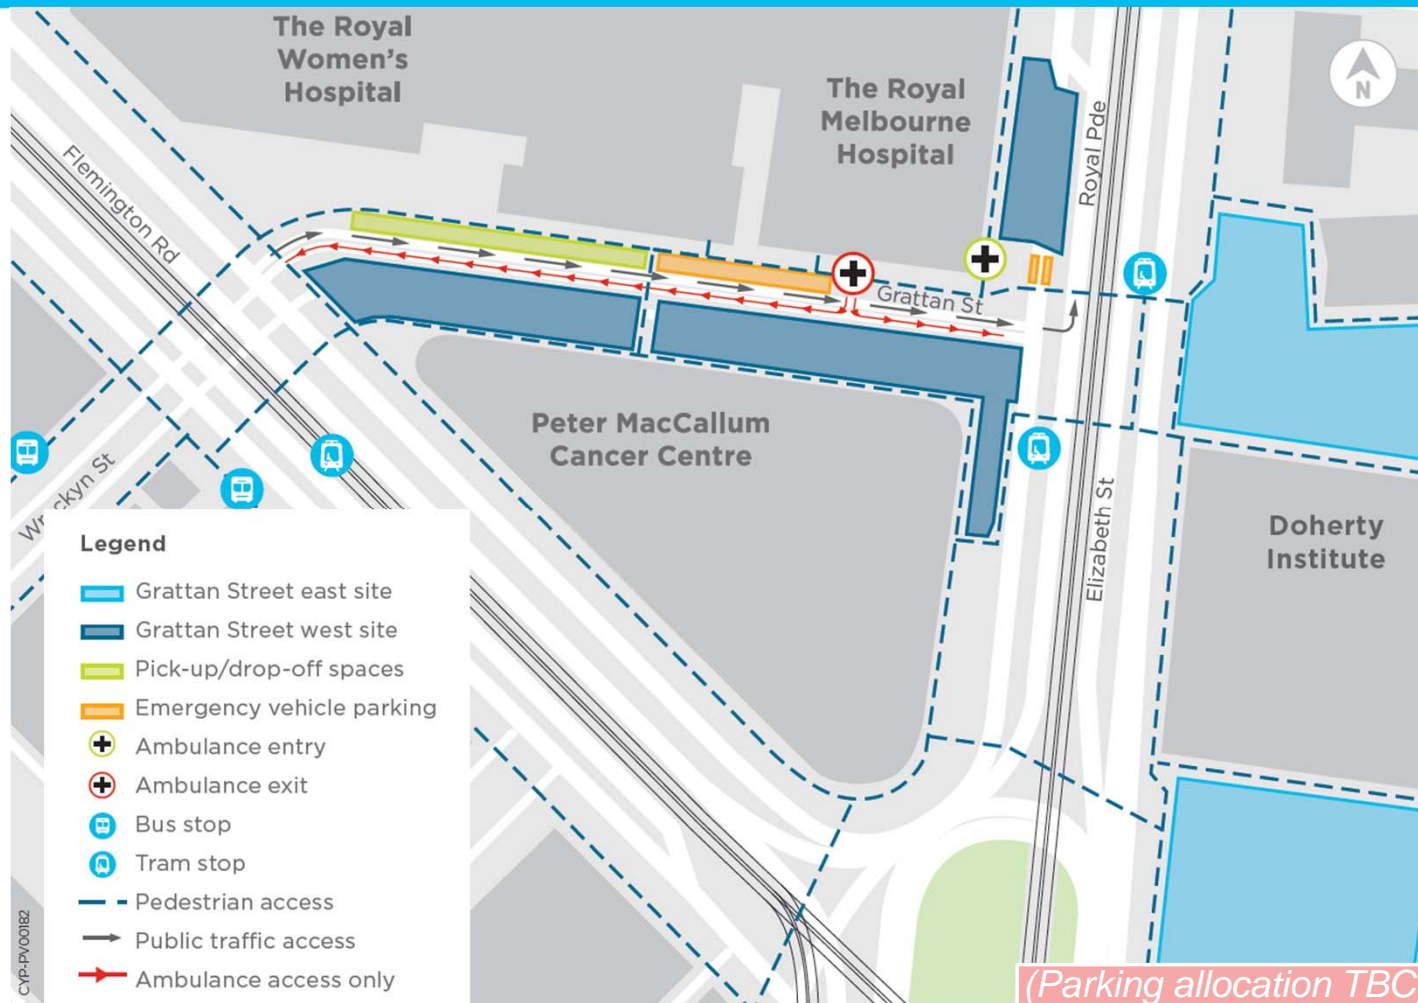 The Royal
Women's
Hospital
The Royal
Melbourne
Hospital
N
Royal Pde
Flemington Rd
Grattan St
Peter MacCallum
Cancer Centre
Elizabeth St
Doherty
Institute
Legend
Grattan Street east site
Grattan Street west site
Pick-up/drop-off spaces
Emergency vehicle parking
Ambulance entry
Ambulance exit
Bus stop
Tram stop
Pedestrian access
Public traffic access
Ambulance access only
CYP-PV00182
(Parking allocation TBC